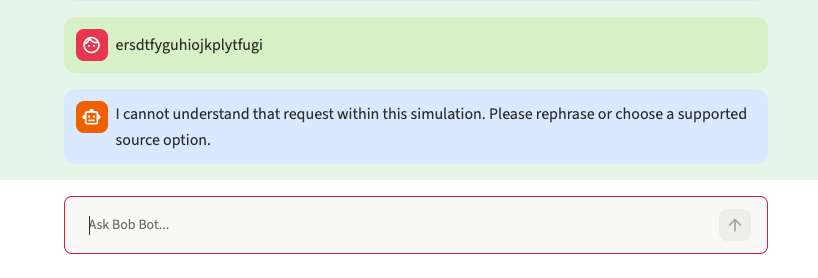 ersdtfyguhiojkplytfugi
I cannot understand that request within this simulation. Please rephrase or choose a supported
source option.
Ask Bob Bot...